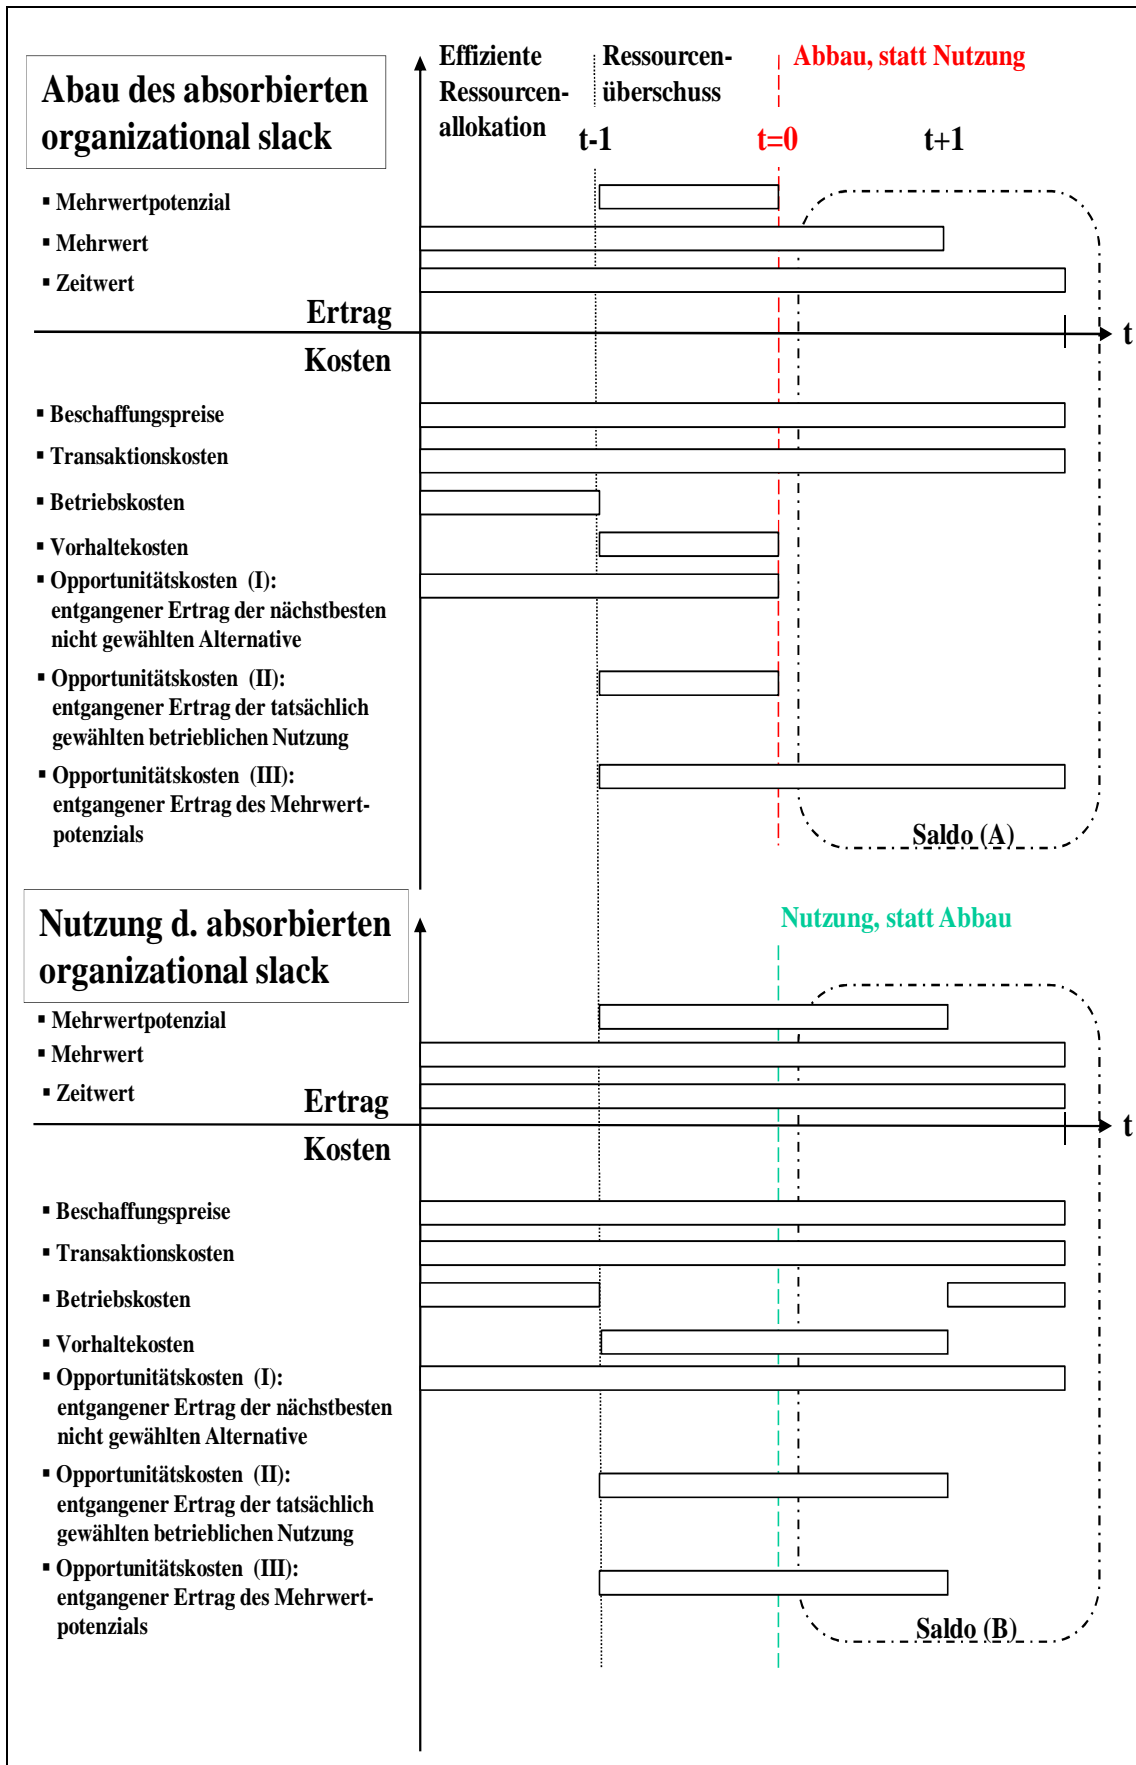 Abau des absorbierten
organizational slack
Effiziente
Ressourcen-
allokation
Ressourcen-
überschuss
Abbau, statt Nutzung
t-1
t=0
t+1
▪ Mehrwertpotenzial
▪ Mehrwert
▪ Zeitwert
Ertrag
t
Kosten
▪ Beschaffungspreise
▪ Transaktionskosten
▪ Betriebskosten
▪ Vorhaltekosten
▪ Opportunitätskosten (I):
entgangener Ertrag der nächstbesten
nicht gewählten Alternative
▪ Opportunitätskosten (II):
entgangener Ertrag der tatsächlich
gewählten betrieblichen Nutzung
▪ Opportunitätskosten (III):
entgangener Ertrag des Mehrwert-
potenzials
Saldo (A)
Nutzung d. absorbierten
organizational slack
Nutzung, statt Abbau
▪ Mehrwertpotenzial
▪ Mehrwert
▪ Zeitwert
Ertrag
t
Kosten
▪ Beschaffungspreise
▪ Transaktionskosten
▪ Betriebskosten
▪ Vorhaltekosten
▪ Opportunitätskosten (I):
entgangener Ertrag der nächstbesten
nicht gewählten Alternative
▪ Opportunitätskosten (II):
entgangener Ertrag der tatsächlich
gewählten betrieblichen Nutzung
▪ Opportunitätskosten (III):
entgangener Ertrag des Mehrwert-
potenzials
Saldo (B)